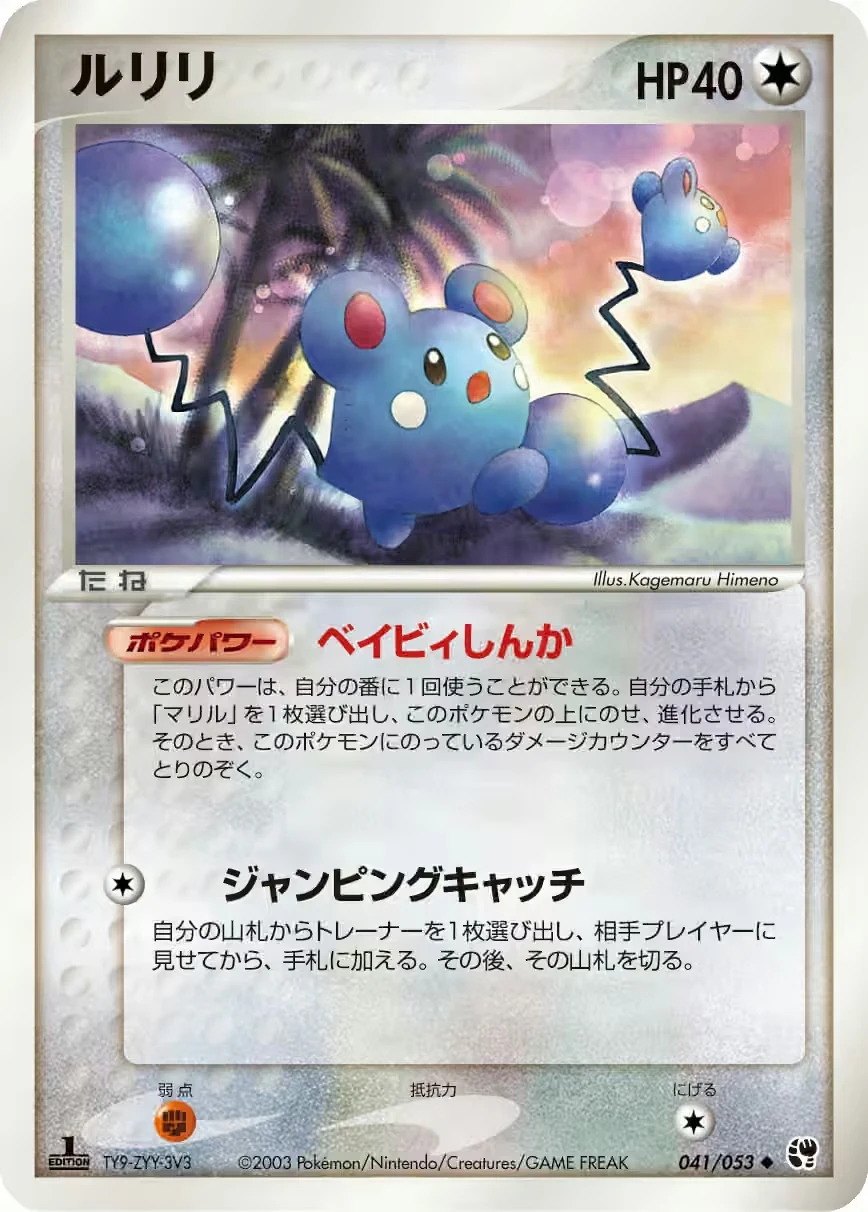 ルリリ HP40
たね Illus.Kagemaru Himeno
ポケパワー ベイビィしんか
このパワーは、自分の番に1回使うことができる。自分の手札から
「マリル」を1枚選び出し、このポケモンの上にのせ、進化させる。
そのとき、このポケモンにのっているダメージカウンターをすべて
とりのぞく。
ジャンピングキャッチ
自分の山札からトレーナーを1枚選び出し、相手プレイヤーに
見せてから、手札に加える。その後、その山札を切る。
弱点 抵抗力 にげる
1 EDITION TY9-ZYY-3V3 ©2003 Pokémon/Nintendo/Creatures/GAME FREAK 041/053 ◆